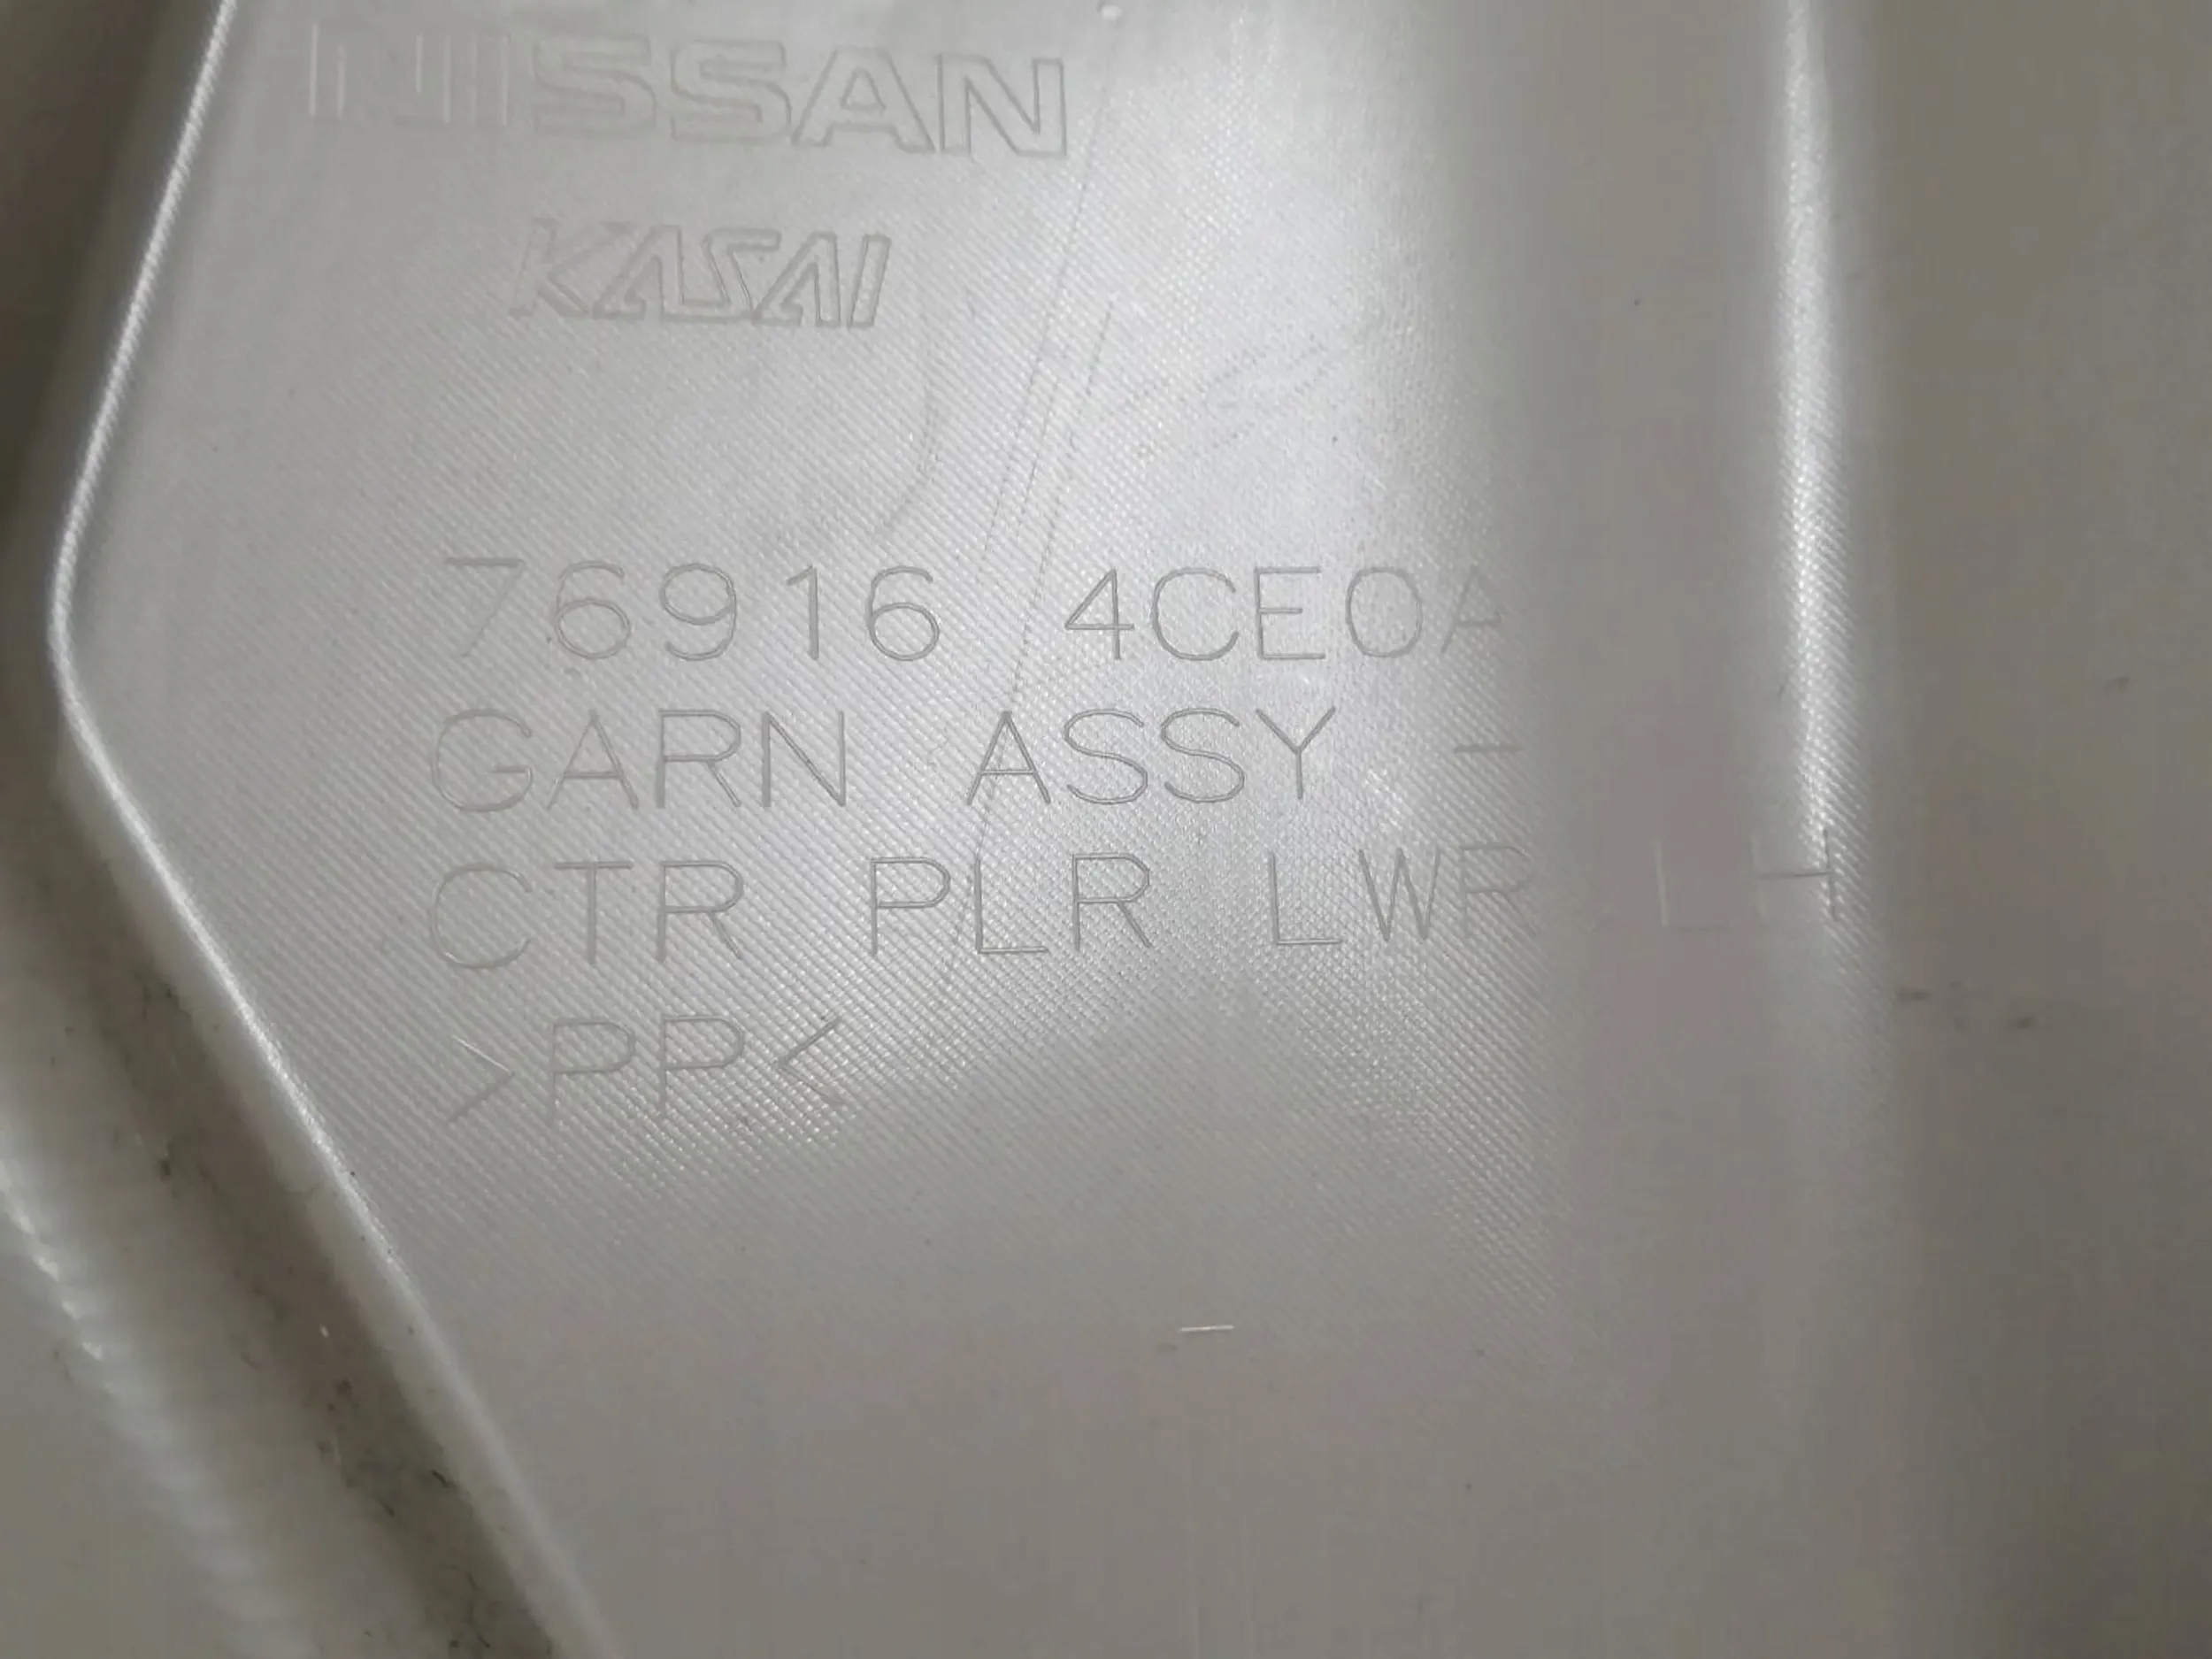 NISSAN
KASAI
76916 4CE0A
GARN ASSY -
CTR PLR LWR LH
>PP<